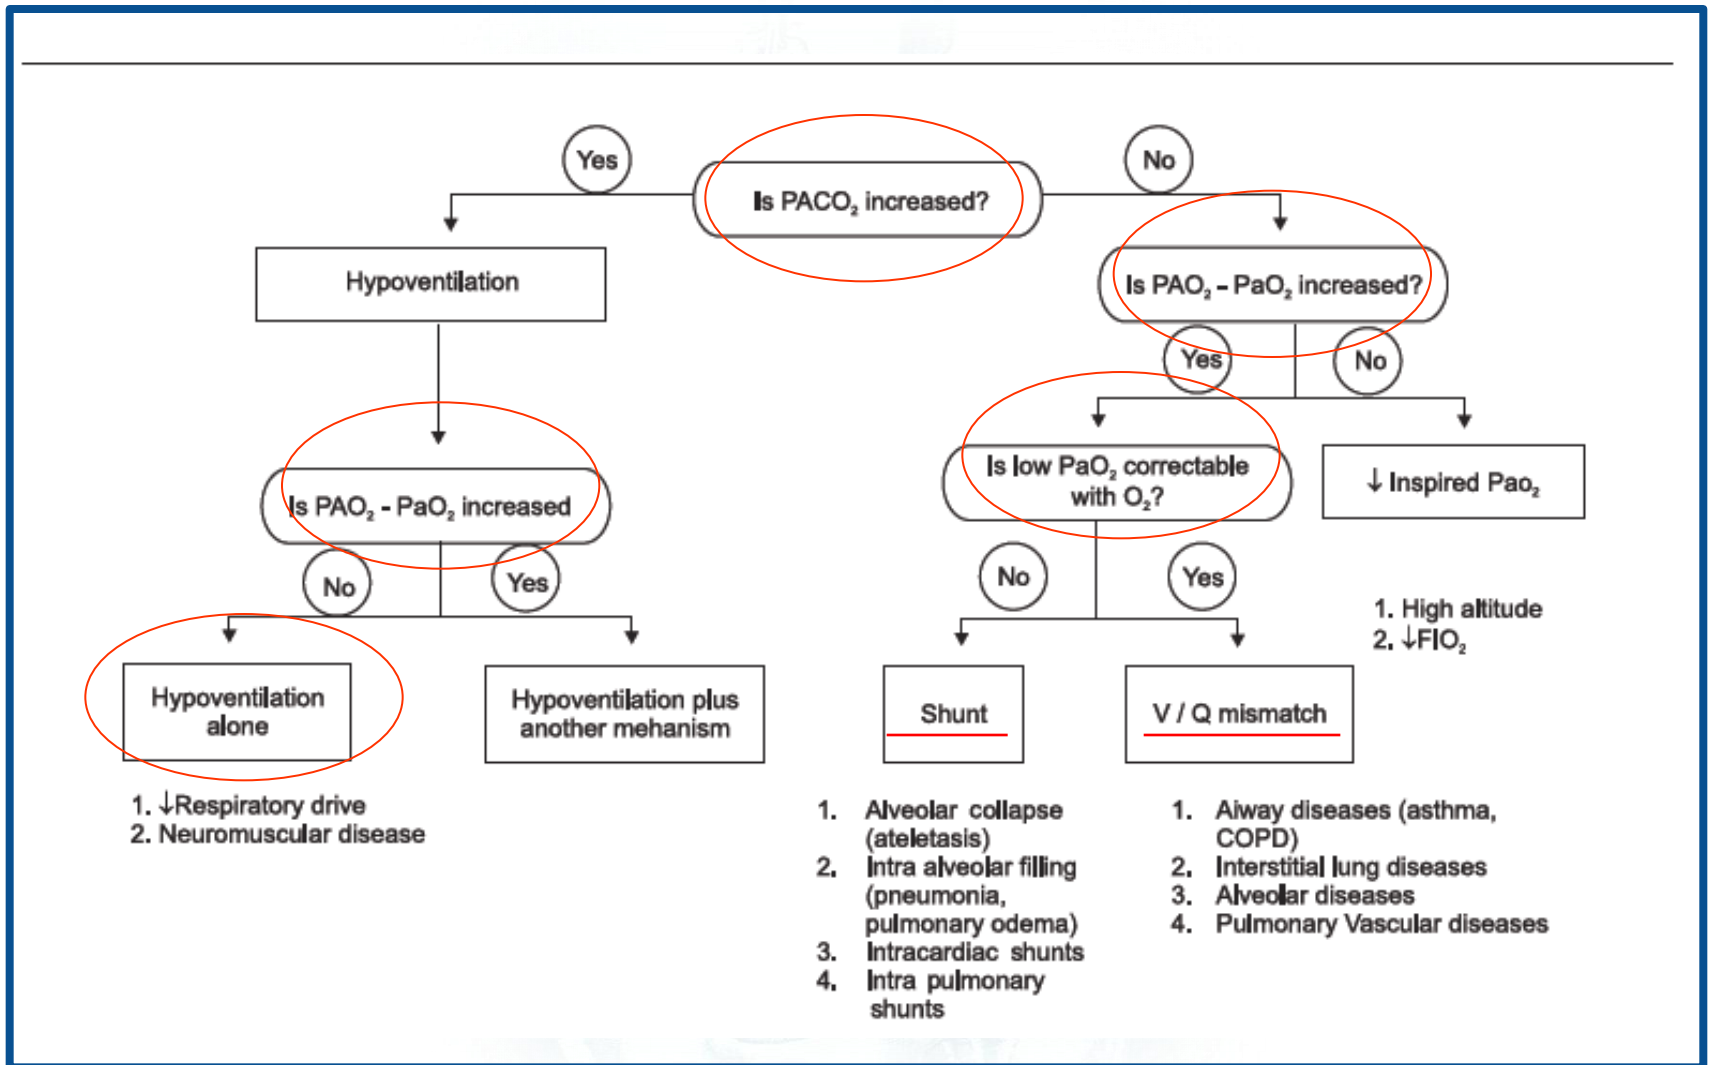 Is PACO₂ increased?
Yes
No
Hypoventilation
Is PAO₂ – PaO₂ increased?
Yes
No
Is PAO₂ - PaO₂ increased
No
Yes
Is low PaO₂ correctable
with O₂?
No
Yes
↓ Inspired Pao₂
1. High altitude
2. ↓FIO₂
Hypoventilation
alone
Hypoventilation plus
another mehanism
Shunt
V / Q mismatch
1. ↓Respiratory drive
2. Neuromuscular disease
1. Alveolar collapse
(ateletasis)
2. Intra alveolar filling
(pneumonia,
pulmonary odema)
3. Intracardiac shunts
4. Intra pulmonary
shunts
1. Aiway diseases (asthma,
COPD)
2. Interstitial lung diseases
3. Alveolar diseases
4. Pulmonary Vascular diseases